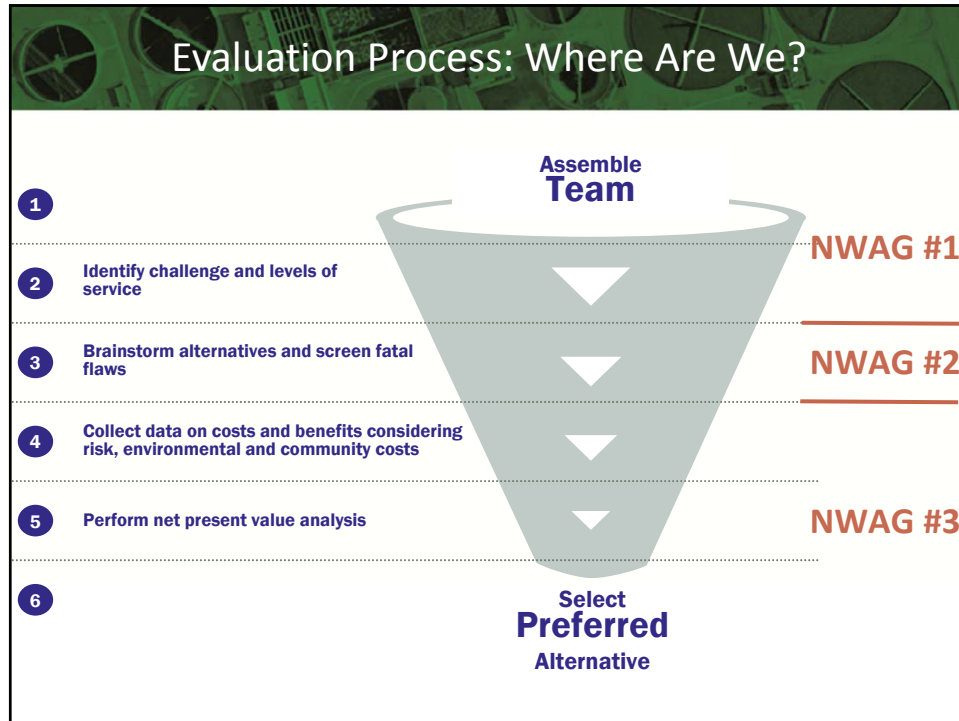 Evaluation Process: Where Are We?
Assemble
Team
1
NWAG #1
2
Identify challenge and levels of
service
3
Brainstorm alternatives and screen fatal
flaws
NWAG #2
4
Collect data on costs and benefits considering
risk, environmental and community costs
5
Perform net present value analysis
NWAG #3
6
Select
Preferred
Alternative